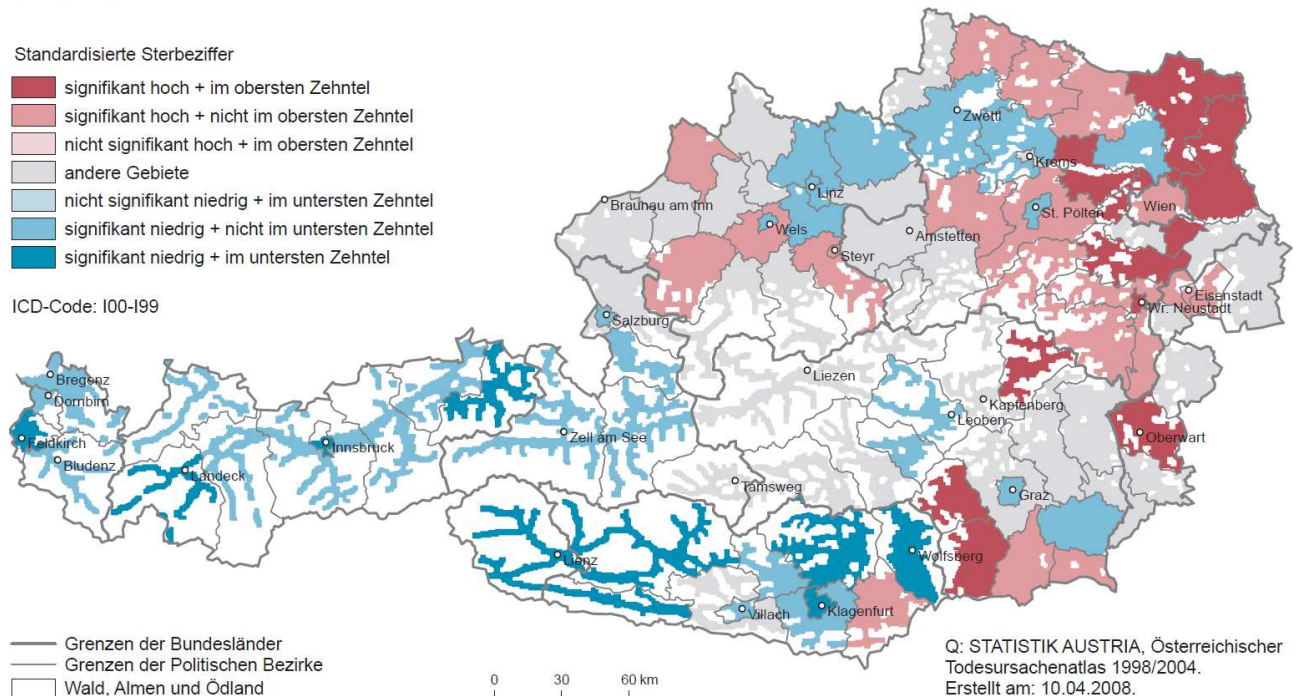 Standardisierte Sterbeziffer
signifikant hoch + im obersten Zehntel
signifikant hoch + nicht im obersten Zehntel
nicht signifikant hoch + im obersten Zehntel
andere Gebiete
nicht signifikant niedrig + im untersten Zehntel
signifikant niedrig + nicht im untersten Zehntel
signifikant niedrig + im untersten Zehntel
ICD-Code: I00-I99
Zwettl
Krems
Linz
Braunau am Inn
St. Pölten
Wien
Wels
Amstetten
Steyr
Eisenstadt
Wr. Neustadt
Salzburg
Bregenz
Dornbirn
Liezen
Kapfenberg
Leoben
Feldkirch
Innsbruck
Zell am See
Oberwart
Bludenz
Landeck
Tamsweg
Graz
Lienz
Wolfsberg
Villach
Klagenfurt
Grenzen der Bundesländer
Grenzen der Politischen Bezirke
Wald, Almen und Ödland
0 30 60 km
Q: STATISTIK AUSTRIA, Österreichischer
Todesursachenatlas 1998/2004.
Erstellt am: 10.04.2008.